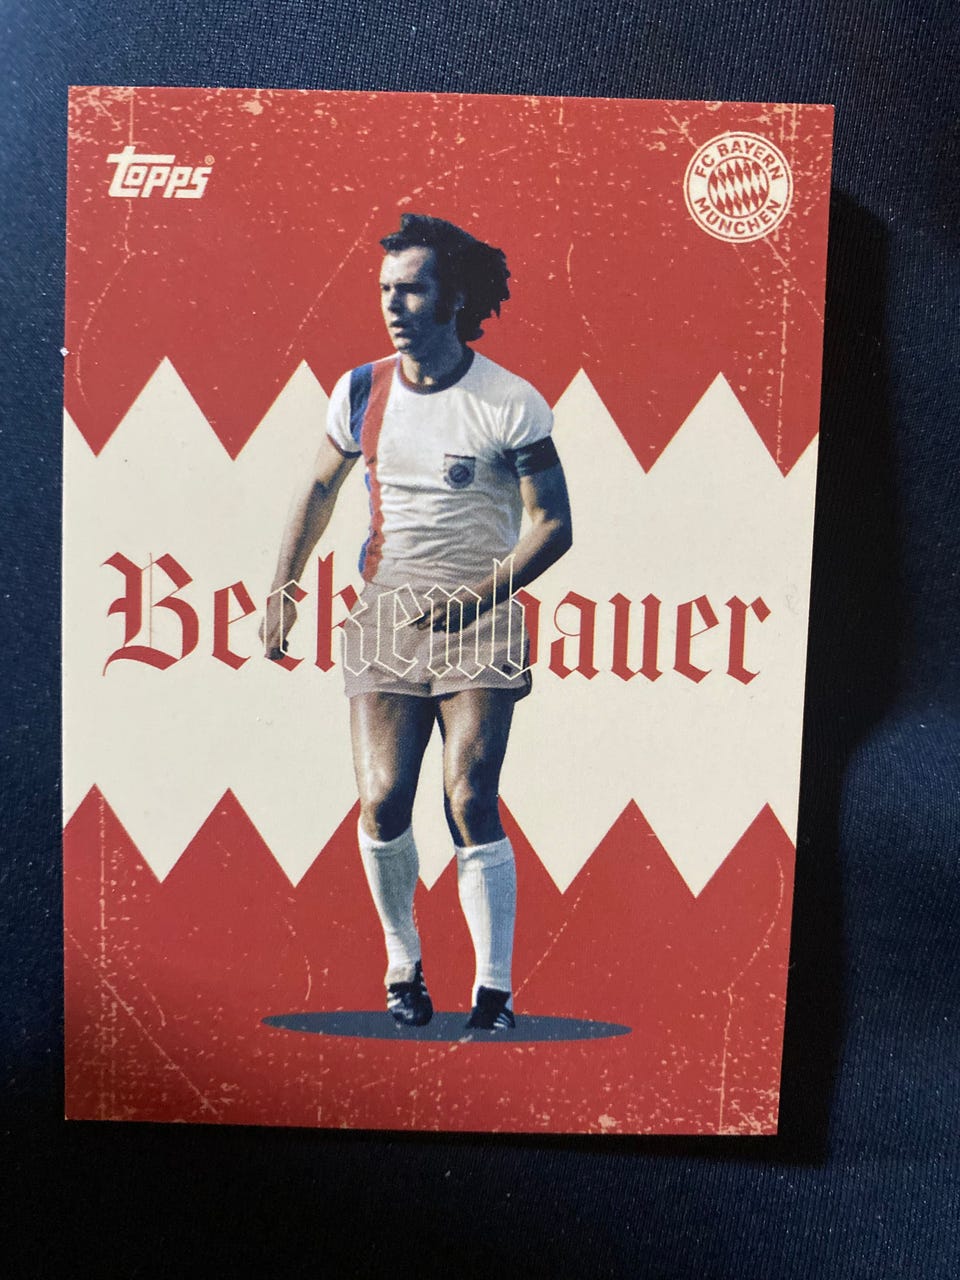 Topps®
FC BAYERN
MÜNCHEN
Beckenbauer